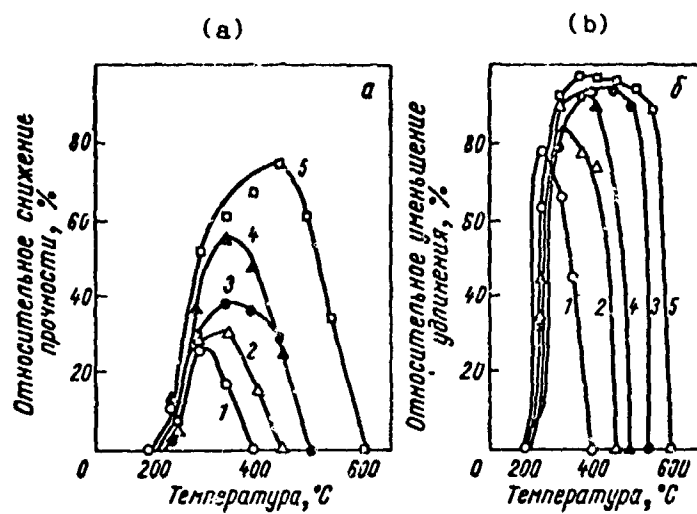 (a)
(b)
а
Относительное снижение
прочности, %
80
60
40
20
0
200
400
600
Температура, °С
5
4
3
2
1
б
Относительное уменьшение
удлинения, %
80
60
40
20
0
200
400
600
Температура, °С
1
2
4
3
5